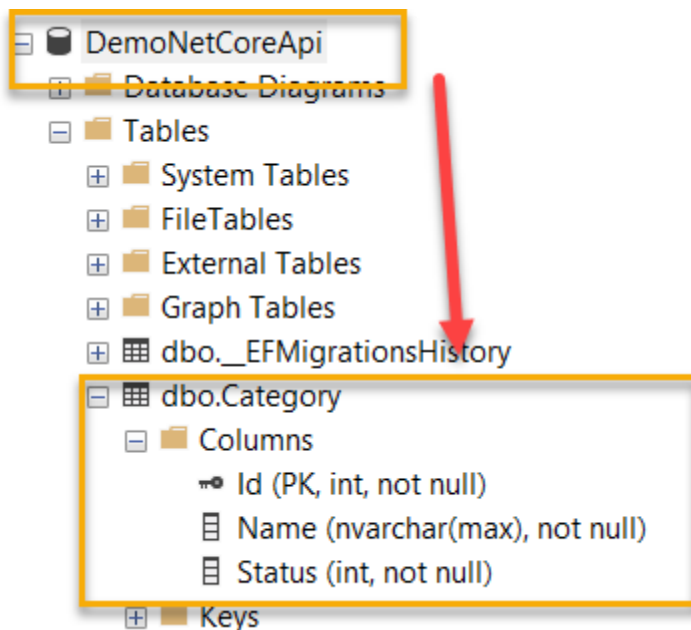 DemoNetCoreApi
Database Diagrams
Tables
System Tables
FileTables
External Tables
Graph Tables
dbo.__EFMigrationsHistory
dbo.Category
Columns
Id (PK, int, not null)
Name (nvarchar(max), not null)
Status (int, not null)
Keys